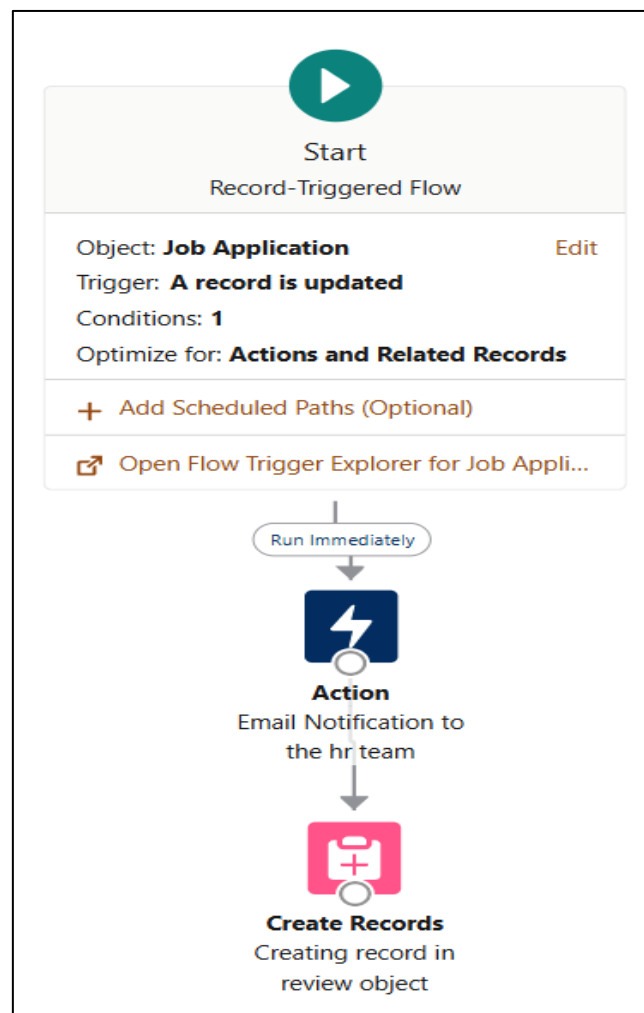 Start
Record-Triggered Flow
Object: Job Application Edit
Trigger: A record is updated
Conditions: 1
Optimize for: Actions and Related Records
+ Add Scheduled Paths (Optional)
Open Flow Trigger Explorer for Job Appli...
Run Immediately
Action
Email Notification to
the hr team
Create Records
Creating record in
review object